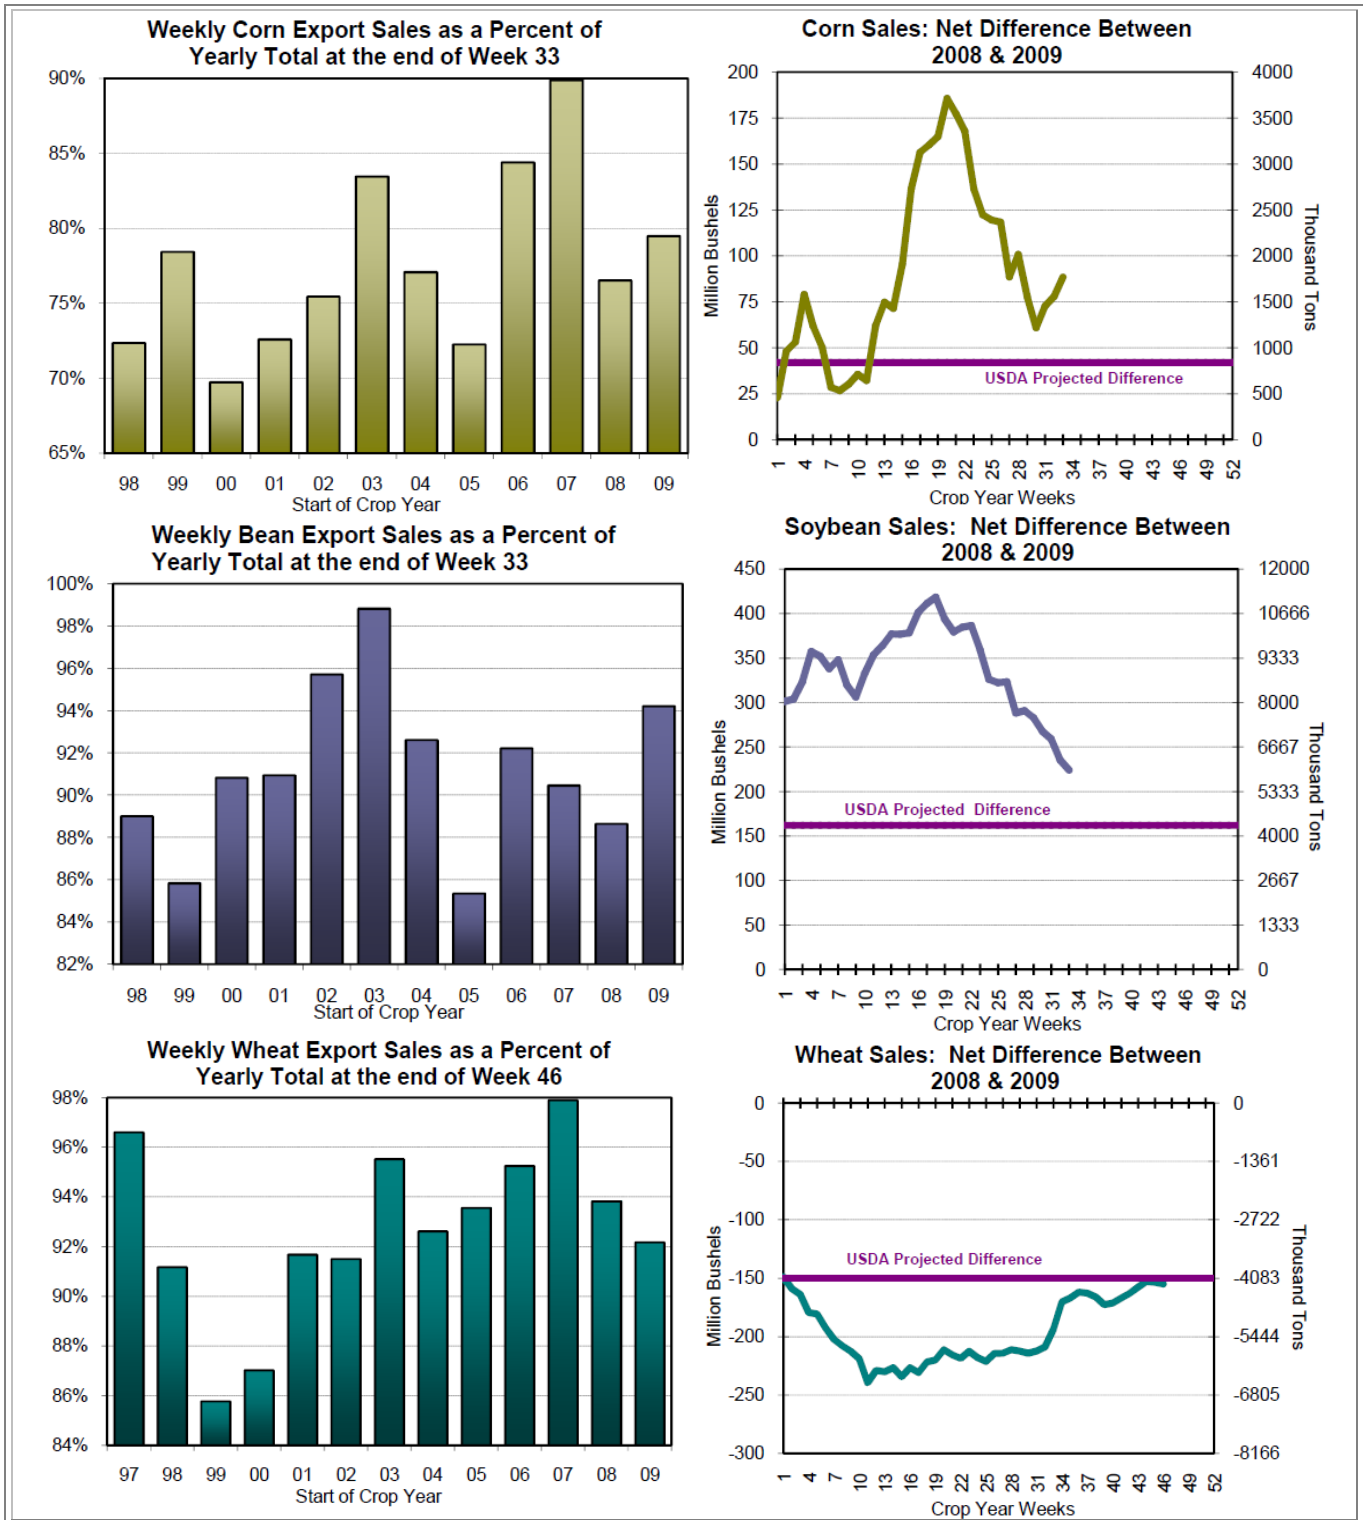 Weekly Corn Export Sales as a Percent of
Yearly Total at the end of Week 33
90%
85%
80%
75%
70%
65%
98 99 00 01 02 03 04 05 06 07 08 09
Start of Crop Year
Corn Sales: Net Difference Between
2008 & 2009
200 4000
175 3500
150 3000
125 2500
100 2000
75 1500
50 1000
25 500
0 0
Million Bushels
Thousand Tons
USDA Projected Difference
1 4 7 10 13 16 19 22 25 28 31 34 37 40 43 46 49 52
Crop Year Weeks
Weekly Bean Export Sales as a Percent of
Yearly Total at the end of Week 33
100%
98%
96%
94%
92%
90%
88%
86%
84%
82%
98 99 00 01 02 03 04 05 06 07 08 09
Start of Crop Year
Soybean Sales: Net Difference Between
2008 & 2009
450 12000
400 10666
350 9333
300 8000
250 6667
200 5333
150 4000
100 2667
50 1333
0 0
Million Bushels
Thousand Tons
USDA Projected Difference
1 4 7 10 13 16 19 22 25 28 31 34 37 40 43 46 49 52
Crop Year Weeks
Weekly Wheat Export Sales as a Percent of
Yearly Total at the end of Week 46
98%
96%
94%
92%
90%
88%
86%
84%
97 98 99 00 01 02 03 04 05 06 07 08 09
Start of Crop Year
Wheat Sales: Net Difference Between
2008 & 2009
0 0
-50 -1361
-100 -2722
-150 -4083
-200 -5444
-250 -6805
-300 -8166
Million Bushels
Thousand Tons
USDA Projected Difference
1 4 7 10 13 16 19 22 25 28 31 34 37 40 43 46 49 52
Crop Year Weeks